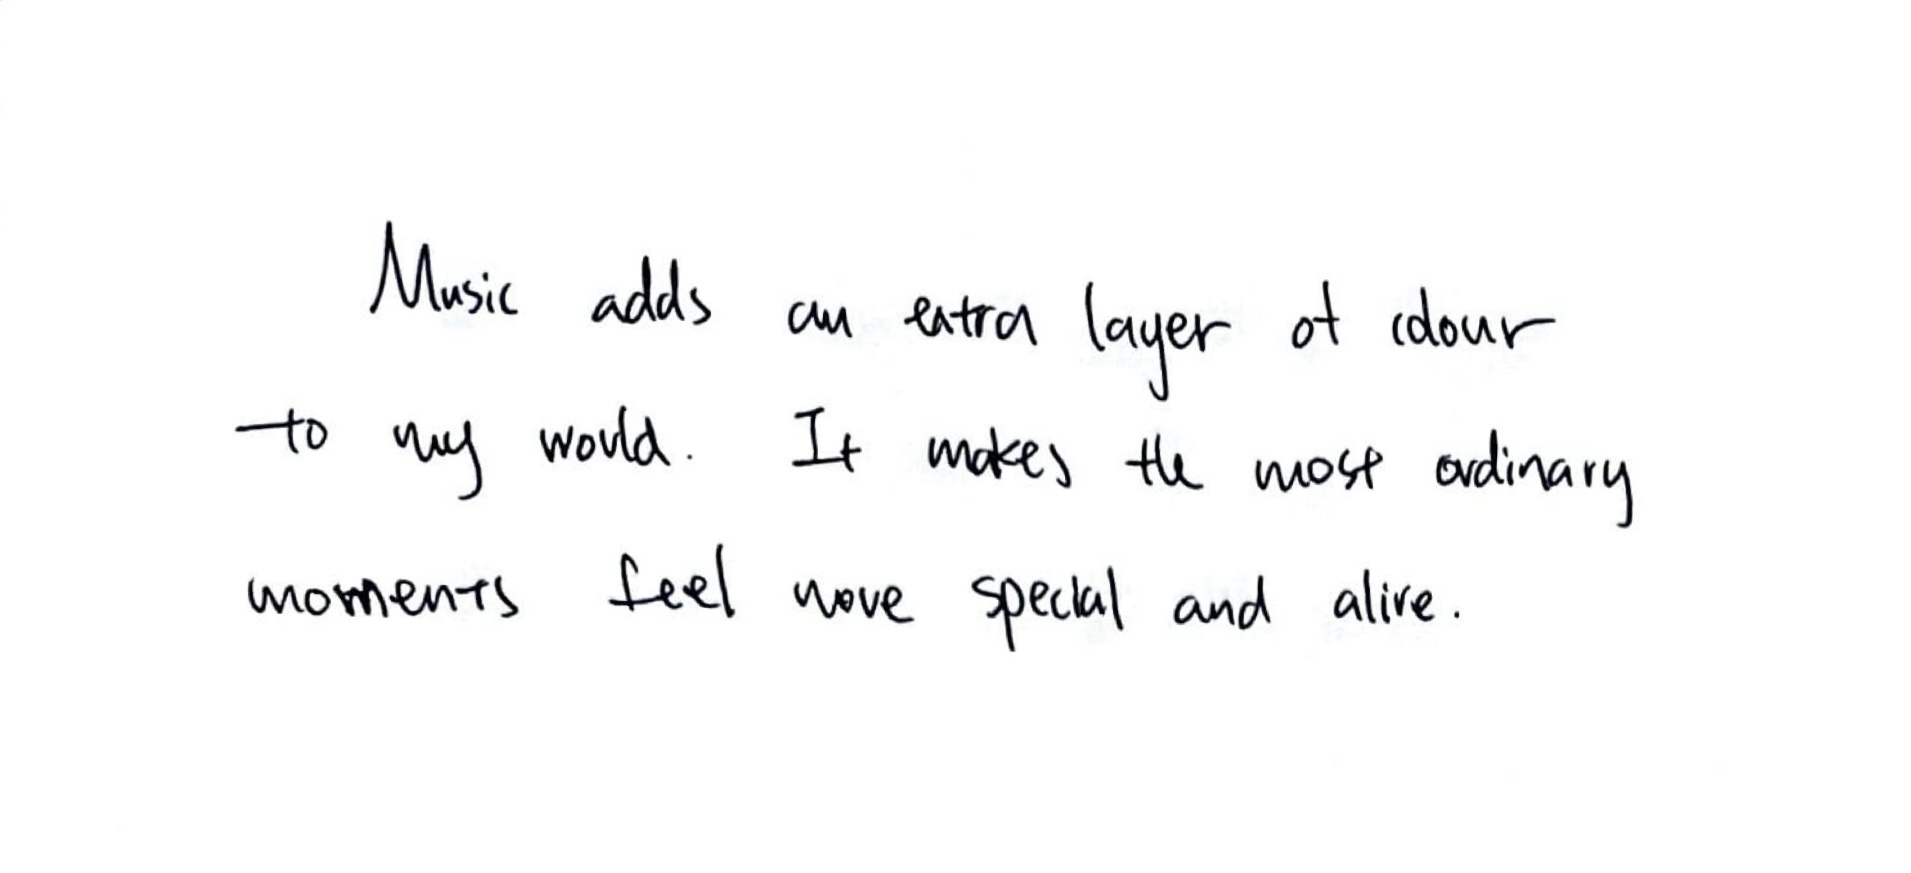 Music adds an extra layer of colour
to my world. It makes the most ordinary
moments feel more special and alive.